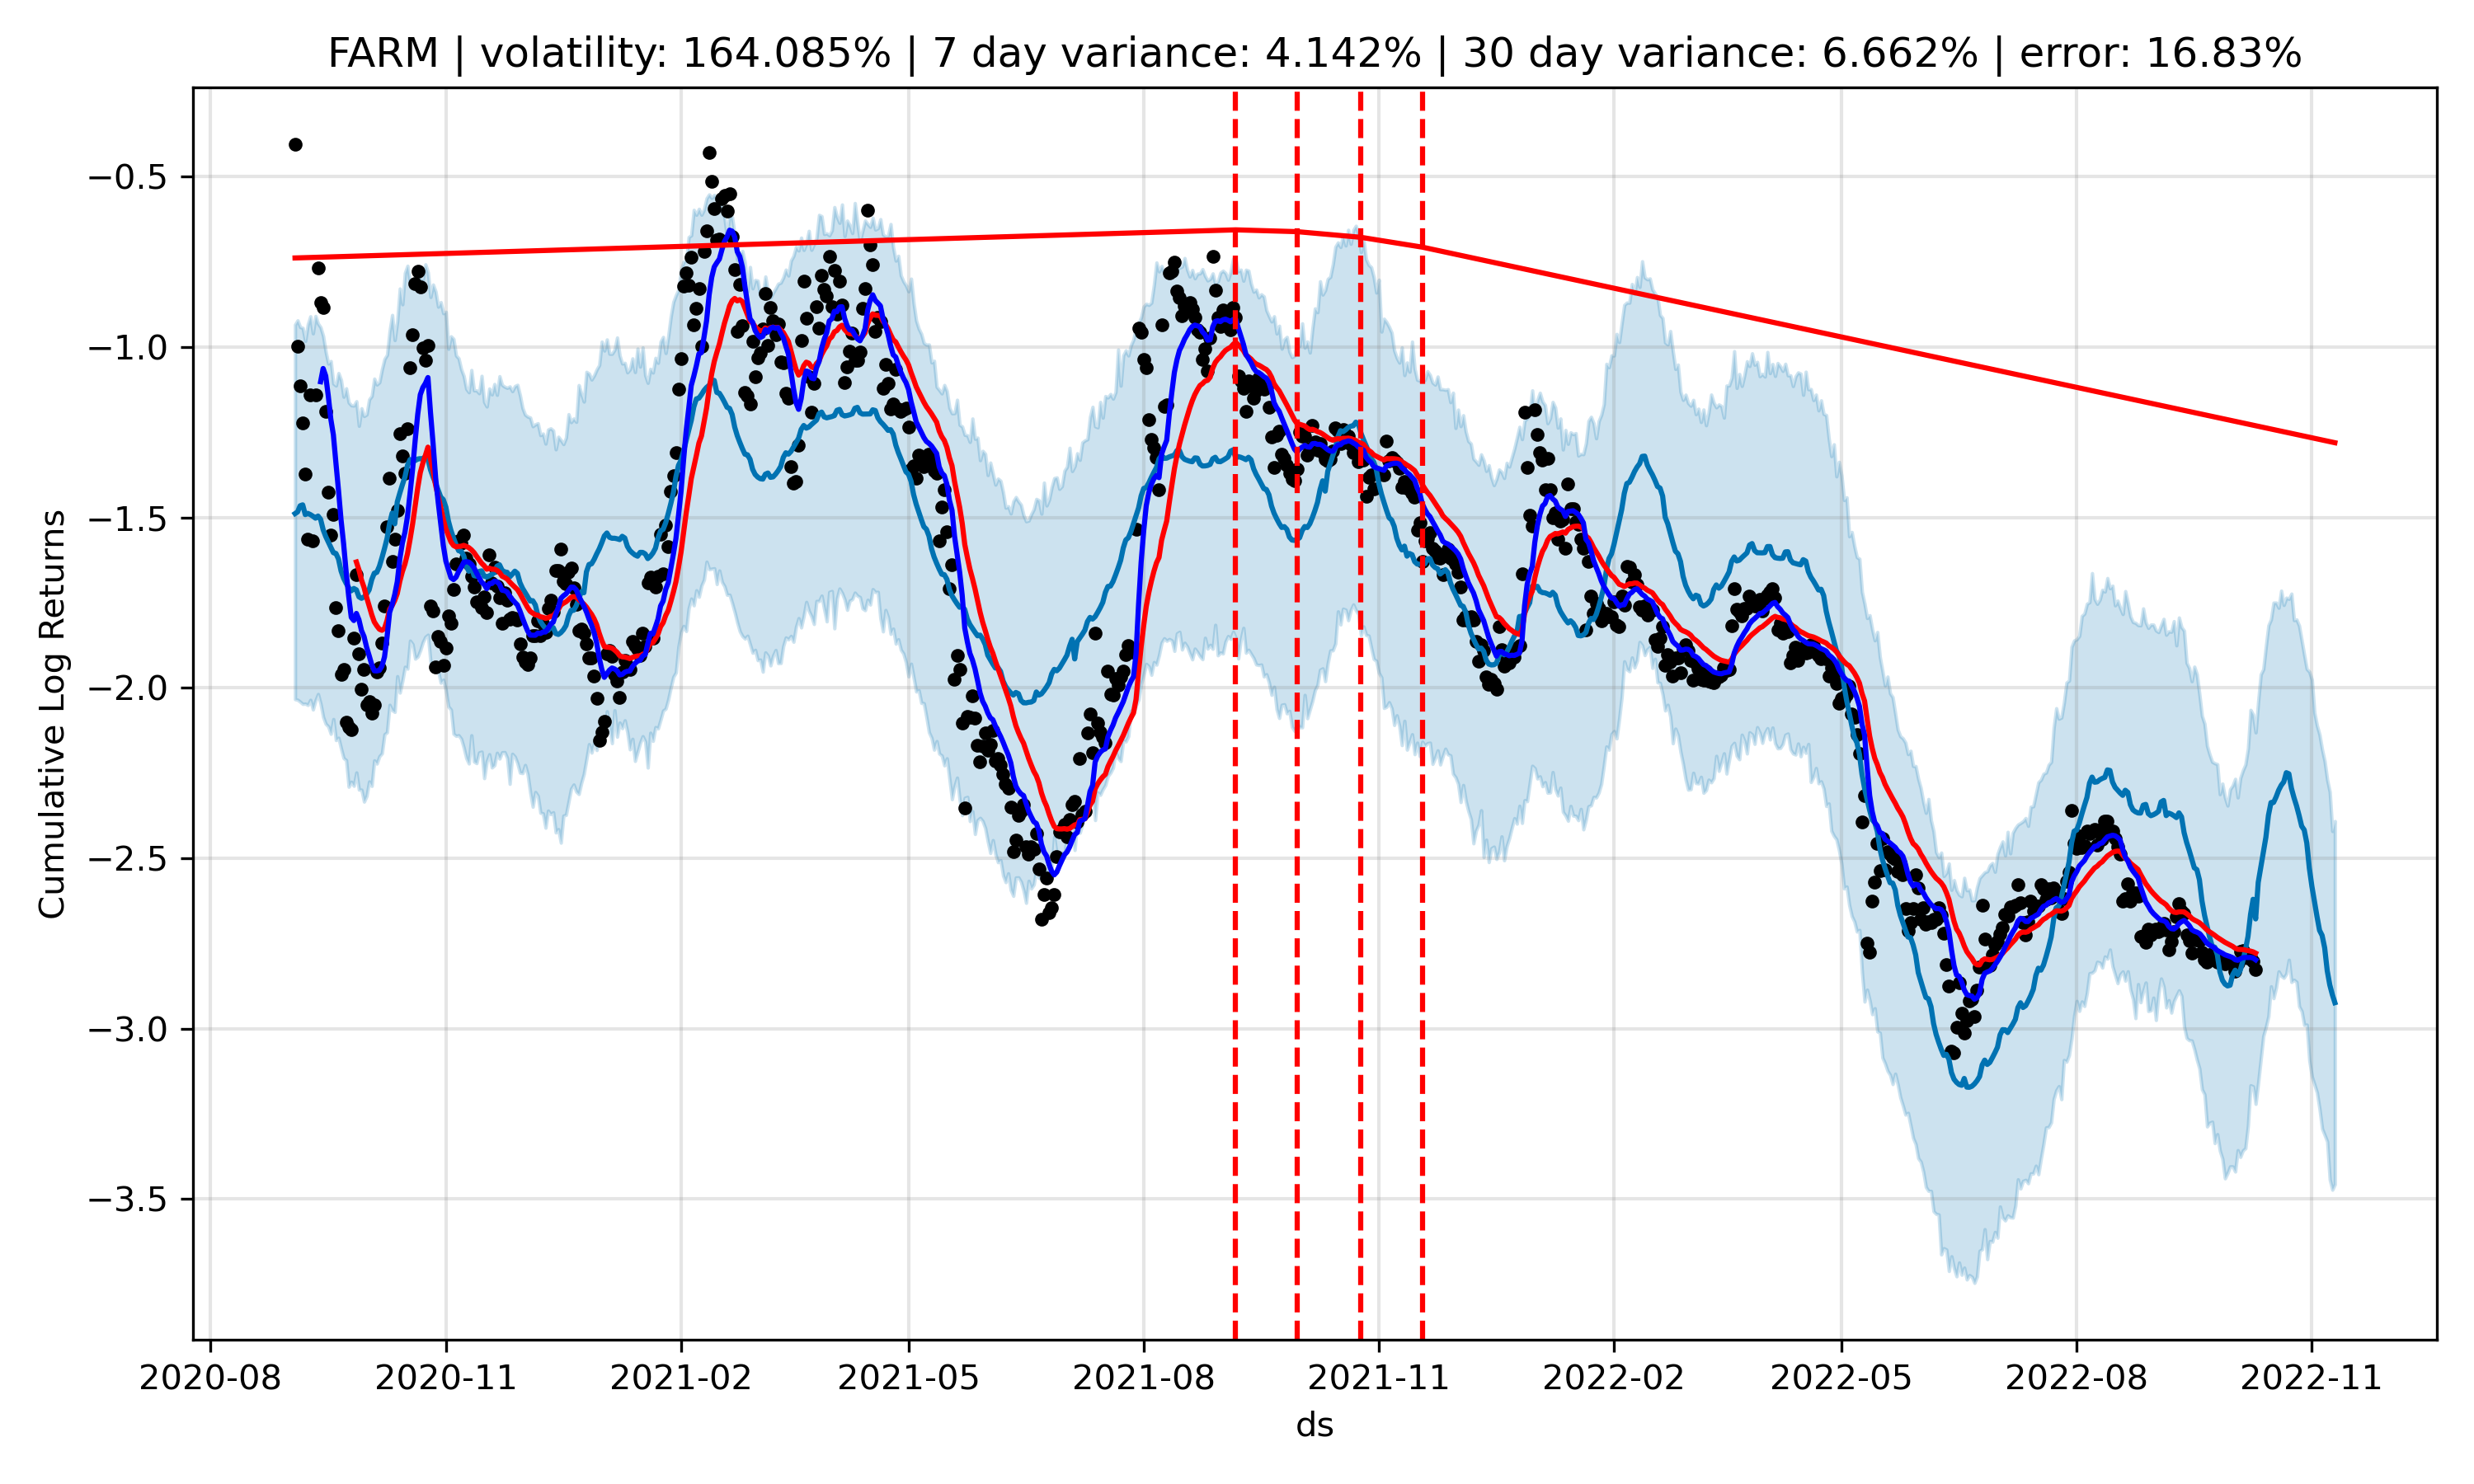 FARM | volatility: 164.085% | 7 day variance: 4.142% | 30 day variance: 6.662% | error: 16.83%
Cumulative Log Returns
−0.5
−1.0
−1.5
−2.0
−2.5
−3.0
−3.5
2020-08 2020-11 2021-02 2021-05 2021-08 2021-11 2022-02 2022-05 2022-08 2022-11
ds